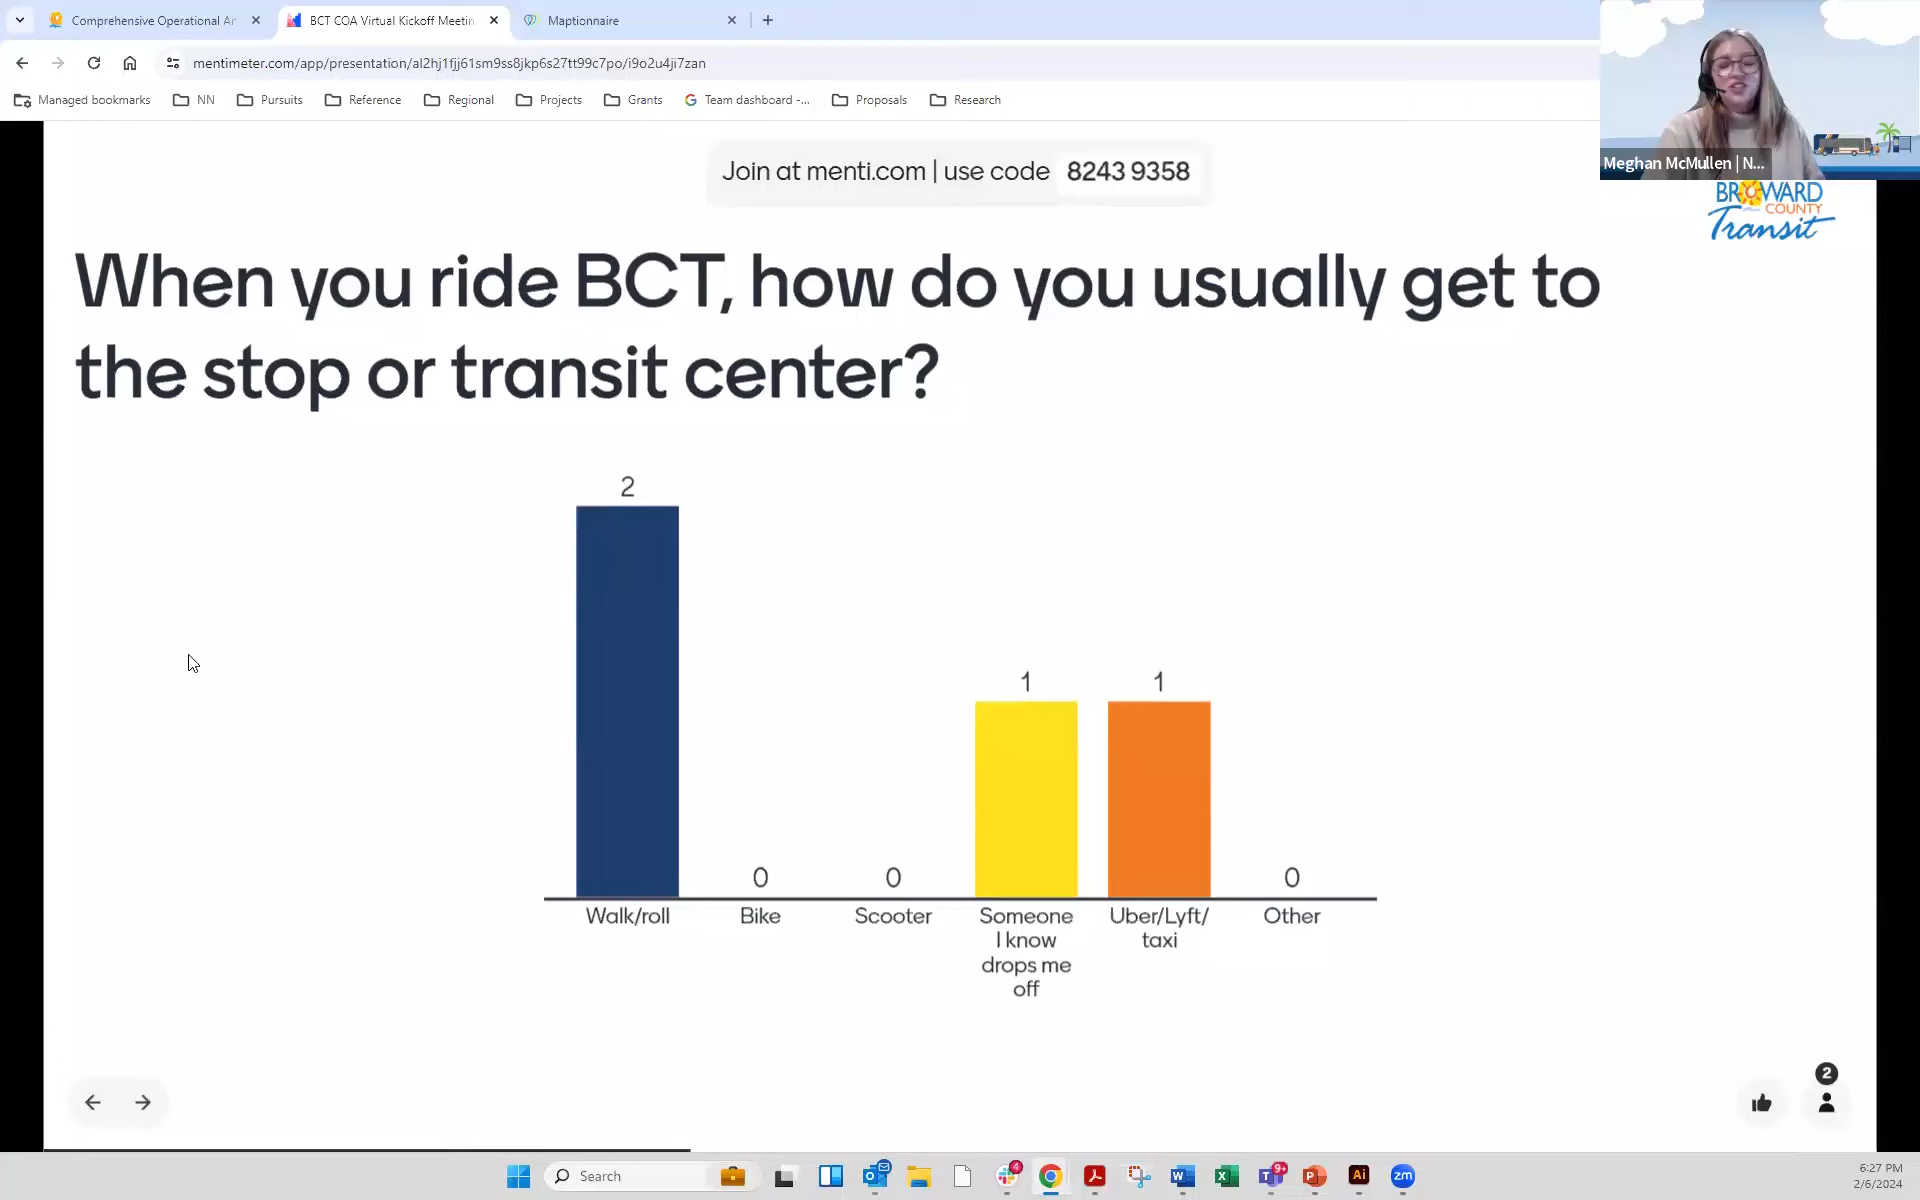 Comprehensive Operational Ar
BCT COA Virtual Kickoff Meetin
Maptionnaire
mentimeter.com/app/presentation/al2hj1fjj61sm9ss8jkp6s27tt99c7po/i9o2u4ji7zan
Managed bookmarks
NN
Pursuits
Reference
Regional
Projects
Grants
Team dashboard -...
Proposals
Research
Meghan McMullen | N...
Join at menti.com | use code 8243 9358
BROWARD
COUNTY
Transit
When you ride BCT, how do you usually get to
the stop or transit center?
2
0
0
1
1
0
Walk/roll
Bike
Scooter
Someone
I know
drops me
off
Uber/Lyft/
taxi
Other
2
Search
4
9+
Ai
zm
6:27 PM
2/6/2024